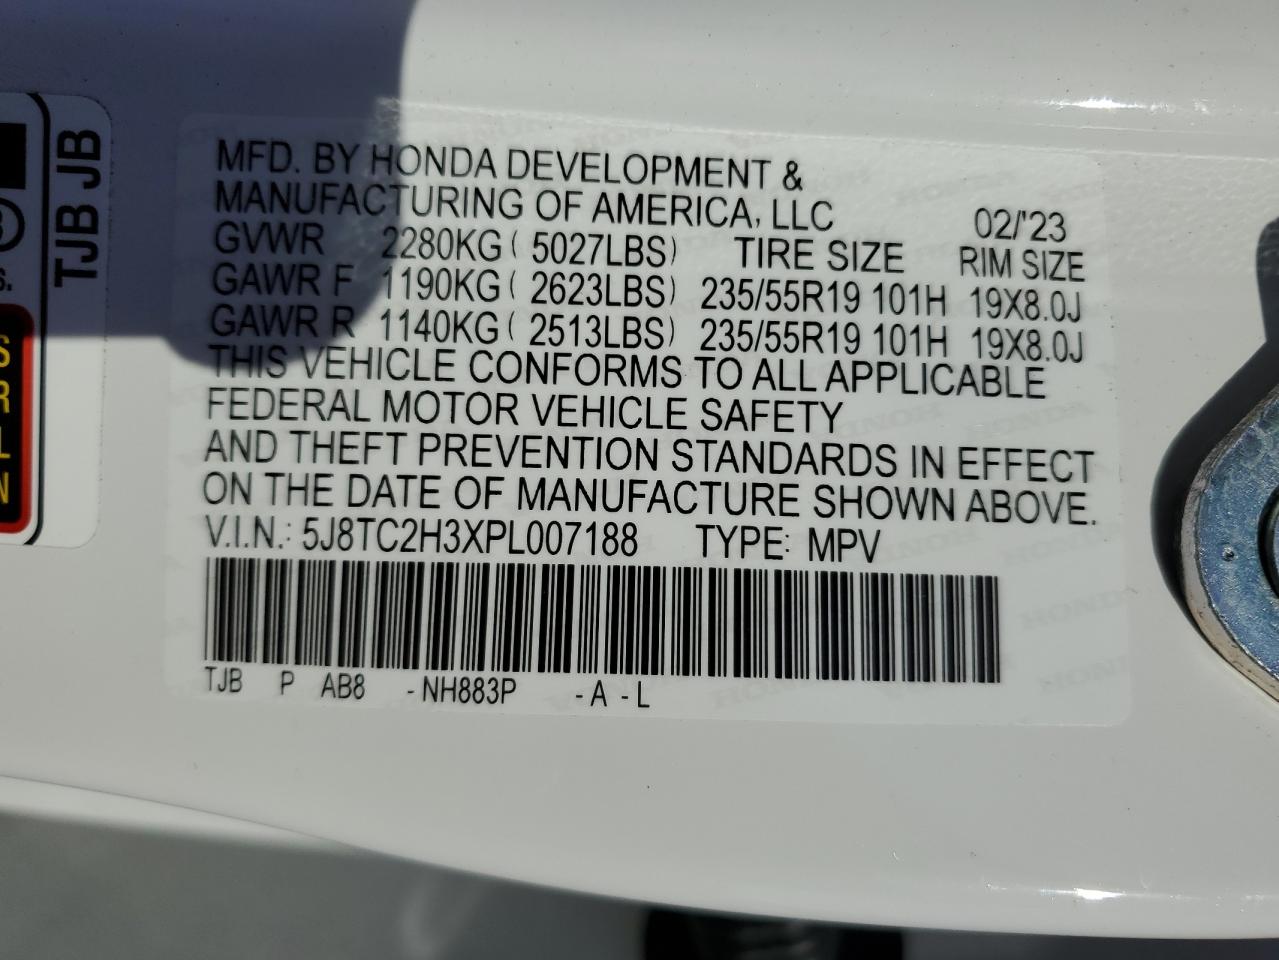 MFD. BY HONDA DEVELOPMENT &
MANUFACTURING OF AMERICA, LLC 02/'23
GVWR 2280KG ( 5027LBS) TIRE SIZE RIM SIZE
GAWR F 1190KG ( 2623LBS) 235/55R19 101H 19X8.0J
GAWR R 1140KG ( 2513LBS) 235/55R19 101H 19X8.0J
THIS VEHICLE CONFORMS TO ALL APPLICABLE
FEDERAL MOTOR VEHICLE SAFETY
AND THEFT PREVENTION STANDARDS IN EFFECT
ON THE DATE OF MANUFACTURE SHOWN ABOVE.
V.I.N.: 5J8TC2H3XPL007188 TYPE: MPV
TJB P AB8 -NH883P -A -L
TJB JB
S
R
L
N